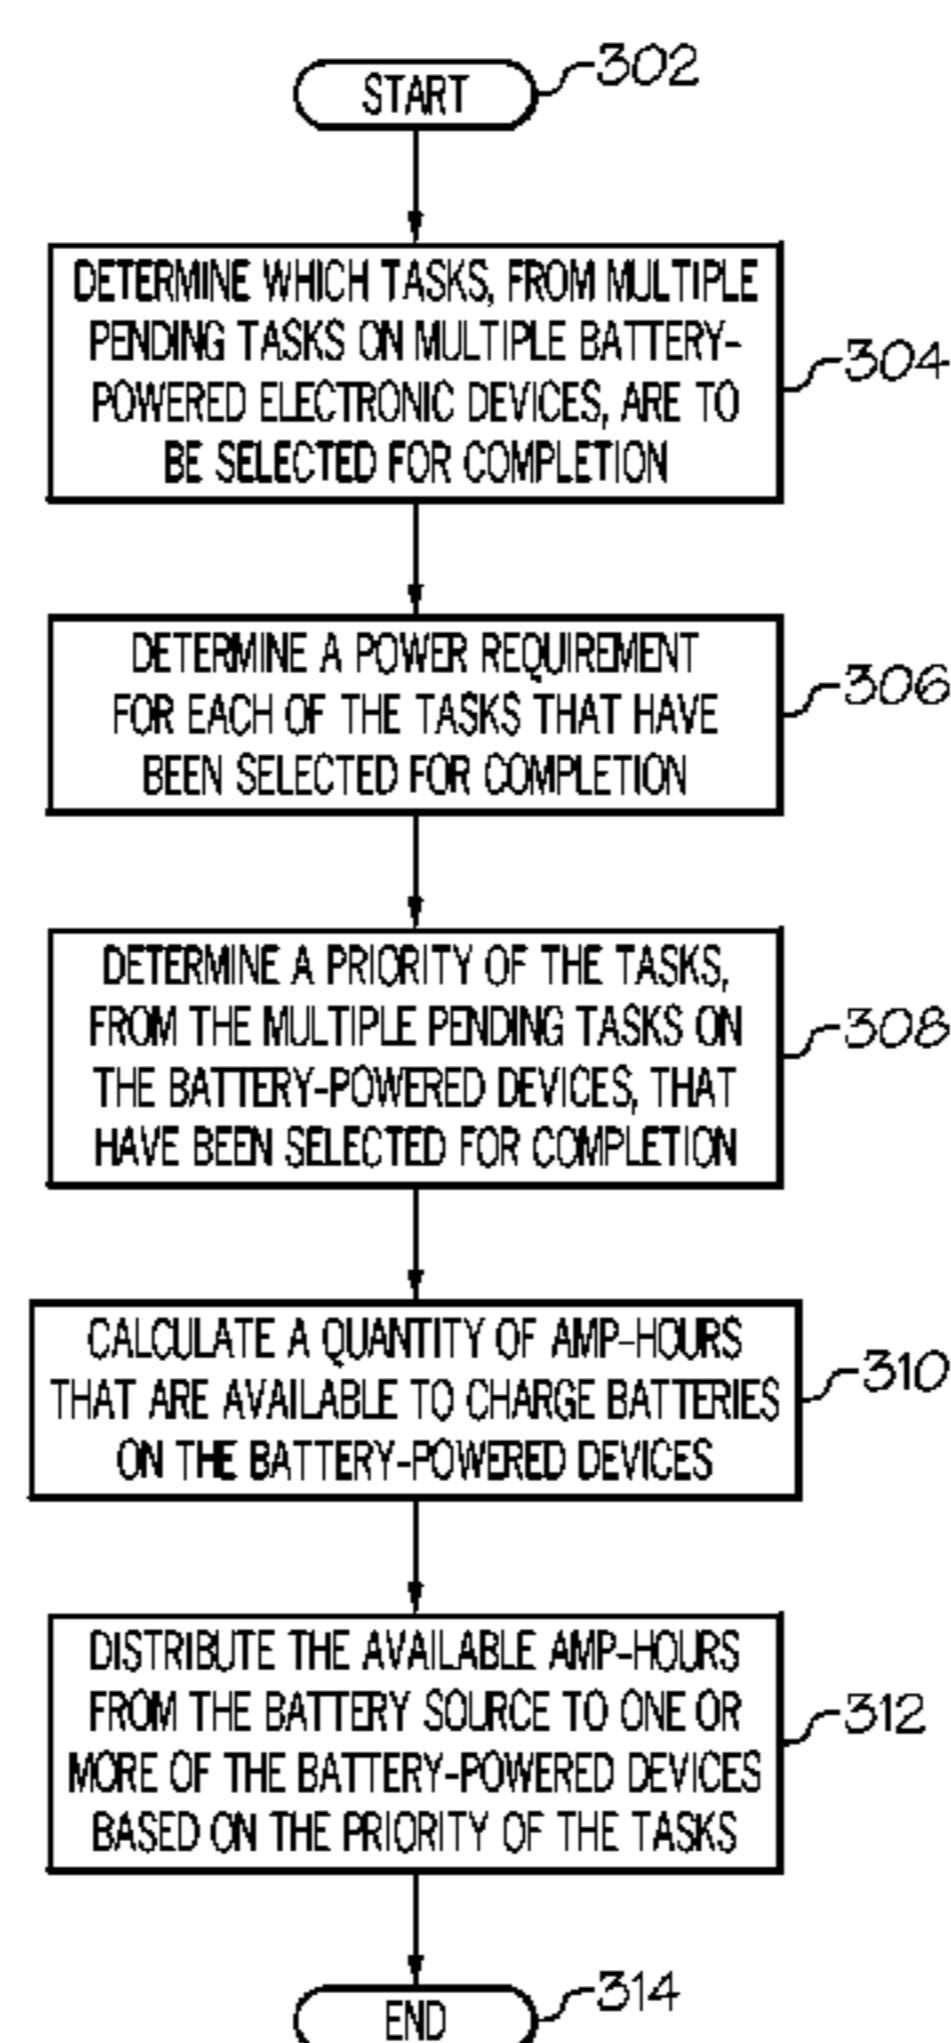 START
302
DETERMINE WHICH TASKS, FROM MULTIPLE
PENDING TASKS ON MULTIPLE BATTERY-
POWERED ELECTRONIC DEVICES, ARE TO
BE SELECTED FOR COMPLETION
304
DETERMINE A POWER REQUIREMENT
FOR EACH OF THE TASKS THAT HAVE
BEEN SELECTED FOR COMPLETION
306
DETERMINE A PRIORITY OF THE TASKS,
FROM THE MULTIPLE PENDING TASKS ON
THE BATTERY-POWERED DEVICES, THAT
HAVE BEEN SELECTED FOR COMPLETION
308
CALCULATE A QUANTITY OF AMP-HOURS
THAT ARE AVAILABLE TO CHARGE BATTERIES
ON THE BATTERY-POWERED DEVICES
310
DISTRIBUTE THE AVAILABLE AMP-HOURS
FROM THE BATTERY SOURCE TO ONE OR
MORE OF THE BATTERY-POWERED DEVICES
BASED ON THE PRIORITY OF THE TASKS
312
END
314